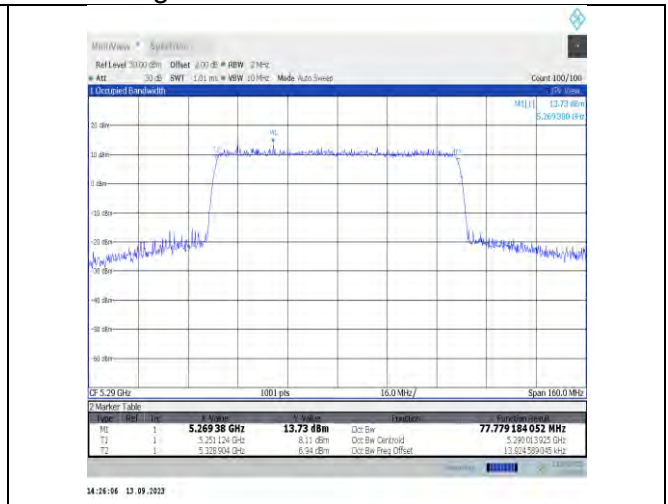 MultiView Spectrum
Ref Level 30.00 dBm Offset 2.00 dB RBW 2 MHz
Att 30 dB SWT 1.01 ms VBW 10 MHz Mode Auto Sweep Count 100/100
1 Occupied Bandwidth 1Pk View
M1[1] 13.73 dBm
5.269380 GHz
20 dBm
M1
10 dBm
0 dBm
-10 dBm
-20 dBm
-30 dBm
-40 dBm
-50 dBm
-60 dBm
CF 5.29 GHz 1001 pts 16.0 MHz/ Span 160.0 MHz
2 Marker Table
Type Ref Trc X-Value Y-Value Function Function Result
M1 1 5.269 38 GHz 13.73 dBm Occ Bw 77.779 184 052 MHz
T1 1 5.251 124 GHz 8.11 dBm Occ Bw Centroid 5.290 013 925 GHz
T2 1 5.328 904 GHz 6.94 dBm Occ Bw Freq Offset 13.924 589 045 kHz
14:26:06 13.09.2023